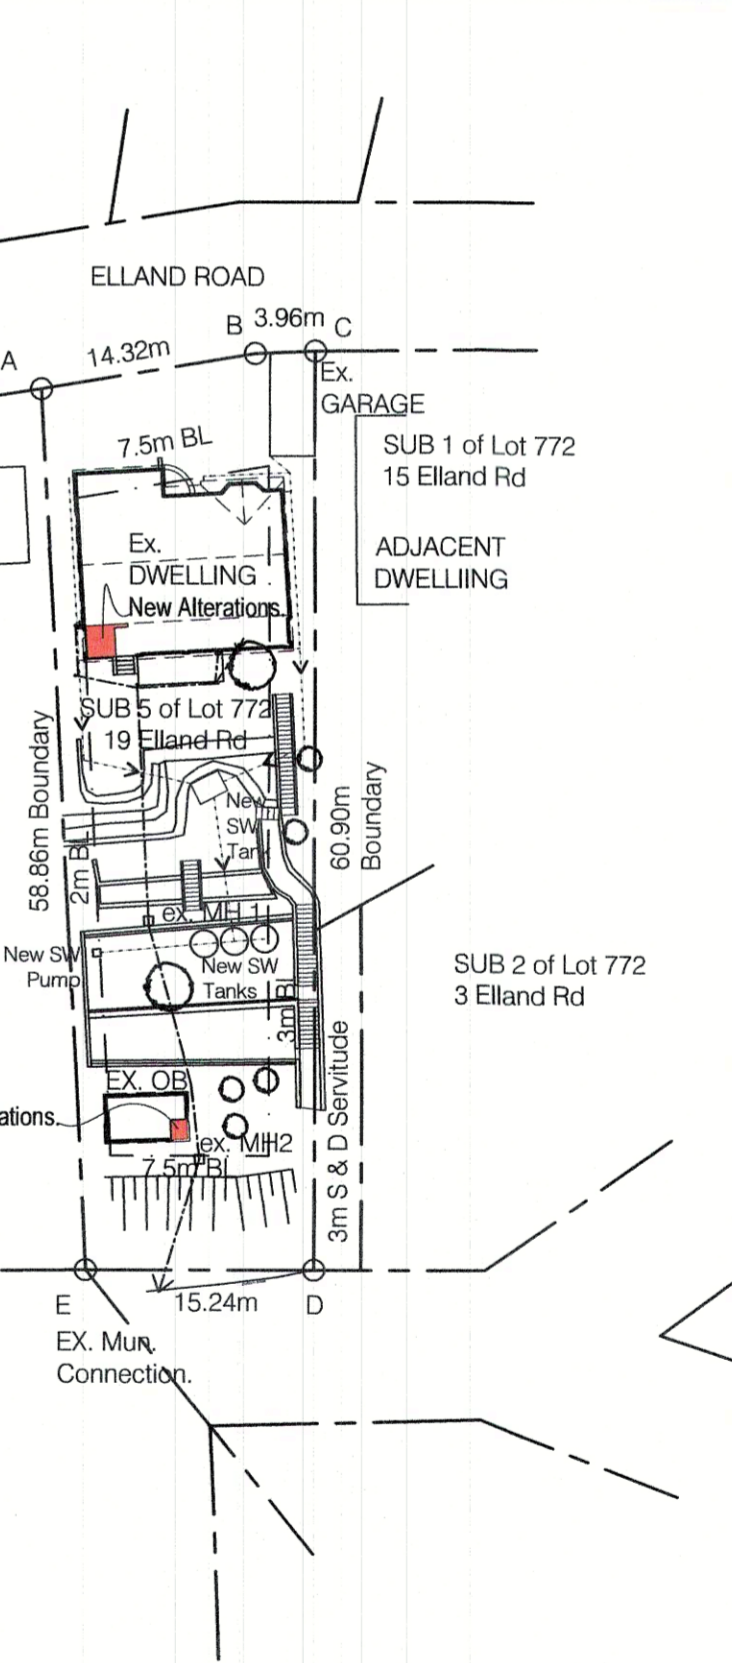 ELLAND ROAD
A
14.32m
B
3.96m
C
Ex.
GARAGE
7.5m BL
SUB 1 of Lot 772
15 Elland Rd
ADJACENT
DWELLIING
Ex.
DWELLING
New Alterations.
SUB 5 of Lot 772
19 Elland Rd
58.86m Boundary
2m BL
New
SW
Tank
60.90m
Boundary
ex. MH 1
New SW
Pump
New SW
Tanks
3m Bl
SUB 2 of Lot 772
3 Elland Rd
EX. OB
ations.
ex. MH2
7.5m Bl
3m S & D Servitude
E
15.24m
D
EX. Mun.
Connection.